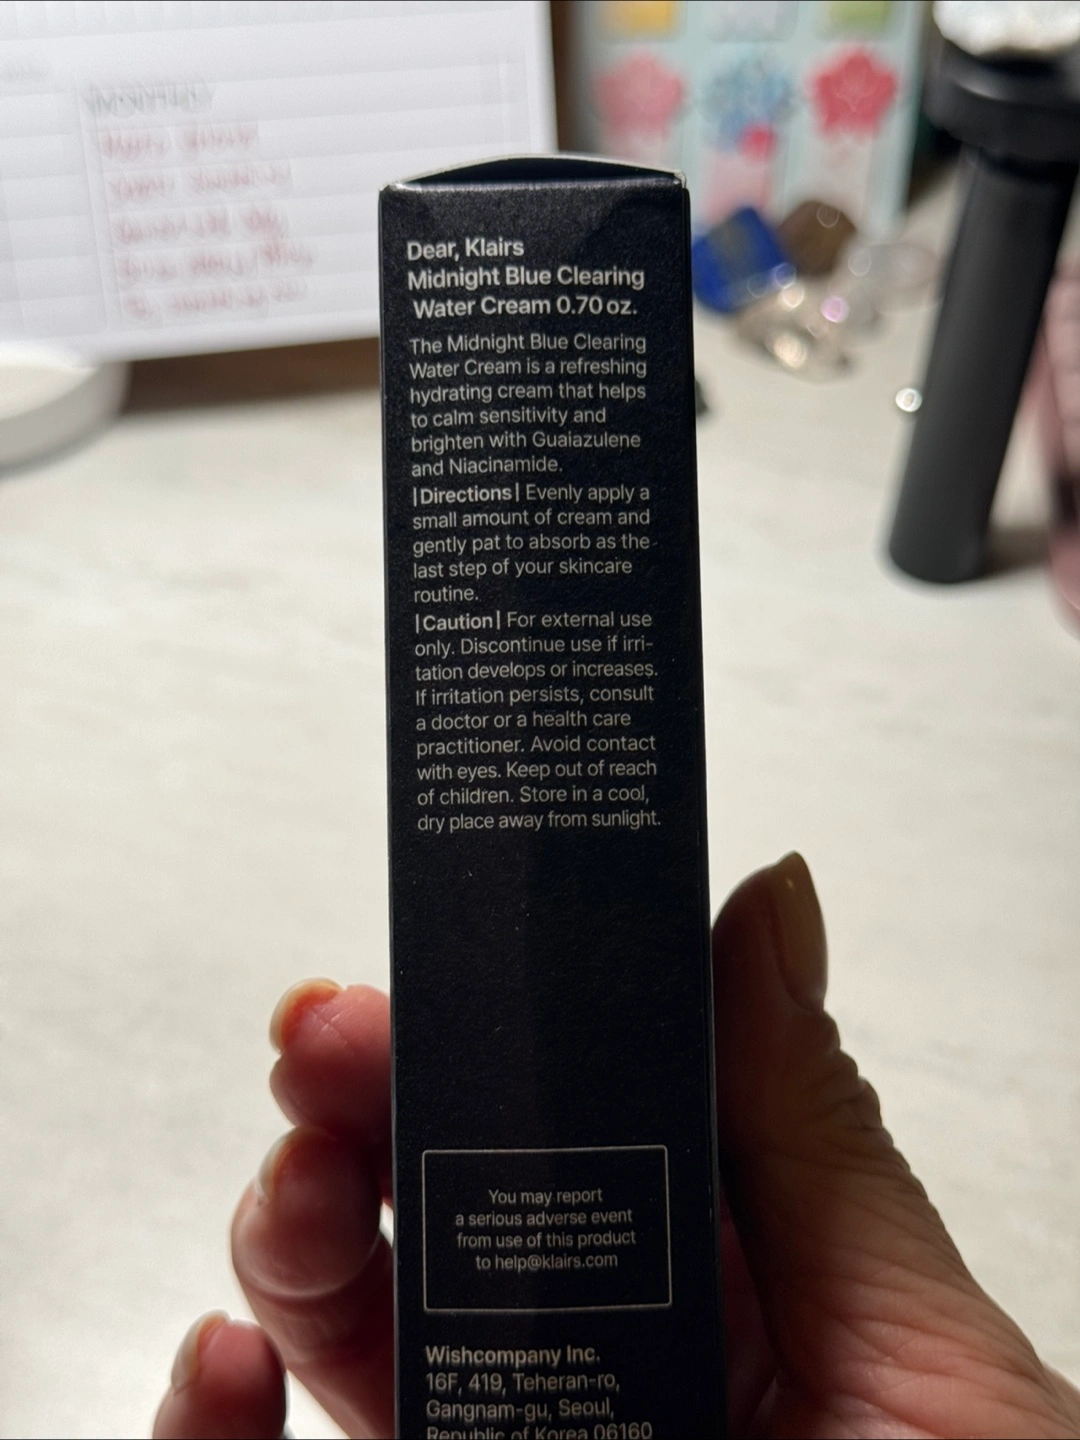 MONTHLY
Dear, Klairs
Midnight Blue Clearing
Water Cream 0.70 oz.
The Midnight Blue Clearing
Water Cream is a refreshing
hydrating cream that helps
to calm sensitivity and
brighten with Guaiazulene
and Niacinamide.
|Directions| Evenly apply a
small amount of cream and
gently pat to absorb as the
last step of your skincare
routine.
|Caution| For external use
only. Discontinue use if irri-
tation develops or increases.
If irritation persists, consult
a doctor or a health care
practitioner. Avoid contact
with eyes. Keep out of reach
of children. Store in a cool,
dry place away from sunlight.
You may report
a serious adverse event
from use of this product
to help@klairs.com
Wishcompany Inc.
16F, 419, Teheran-ro,
Gangnam-gu, Seoul,
Republic of Korea 06160